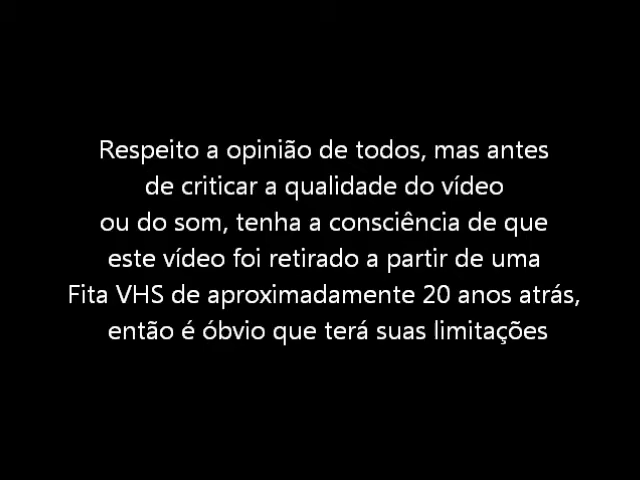 Respeito a opinião de todos, mas antes
de criticar a qualidade do vídeo
ou do som, tenha a consciência de que
este vídeo foi retirado a partir de uma
Fita VHS de aproximadamente 20 anos atrás,
então é óbvio que terá suas limitações